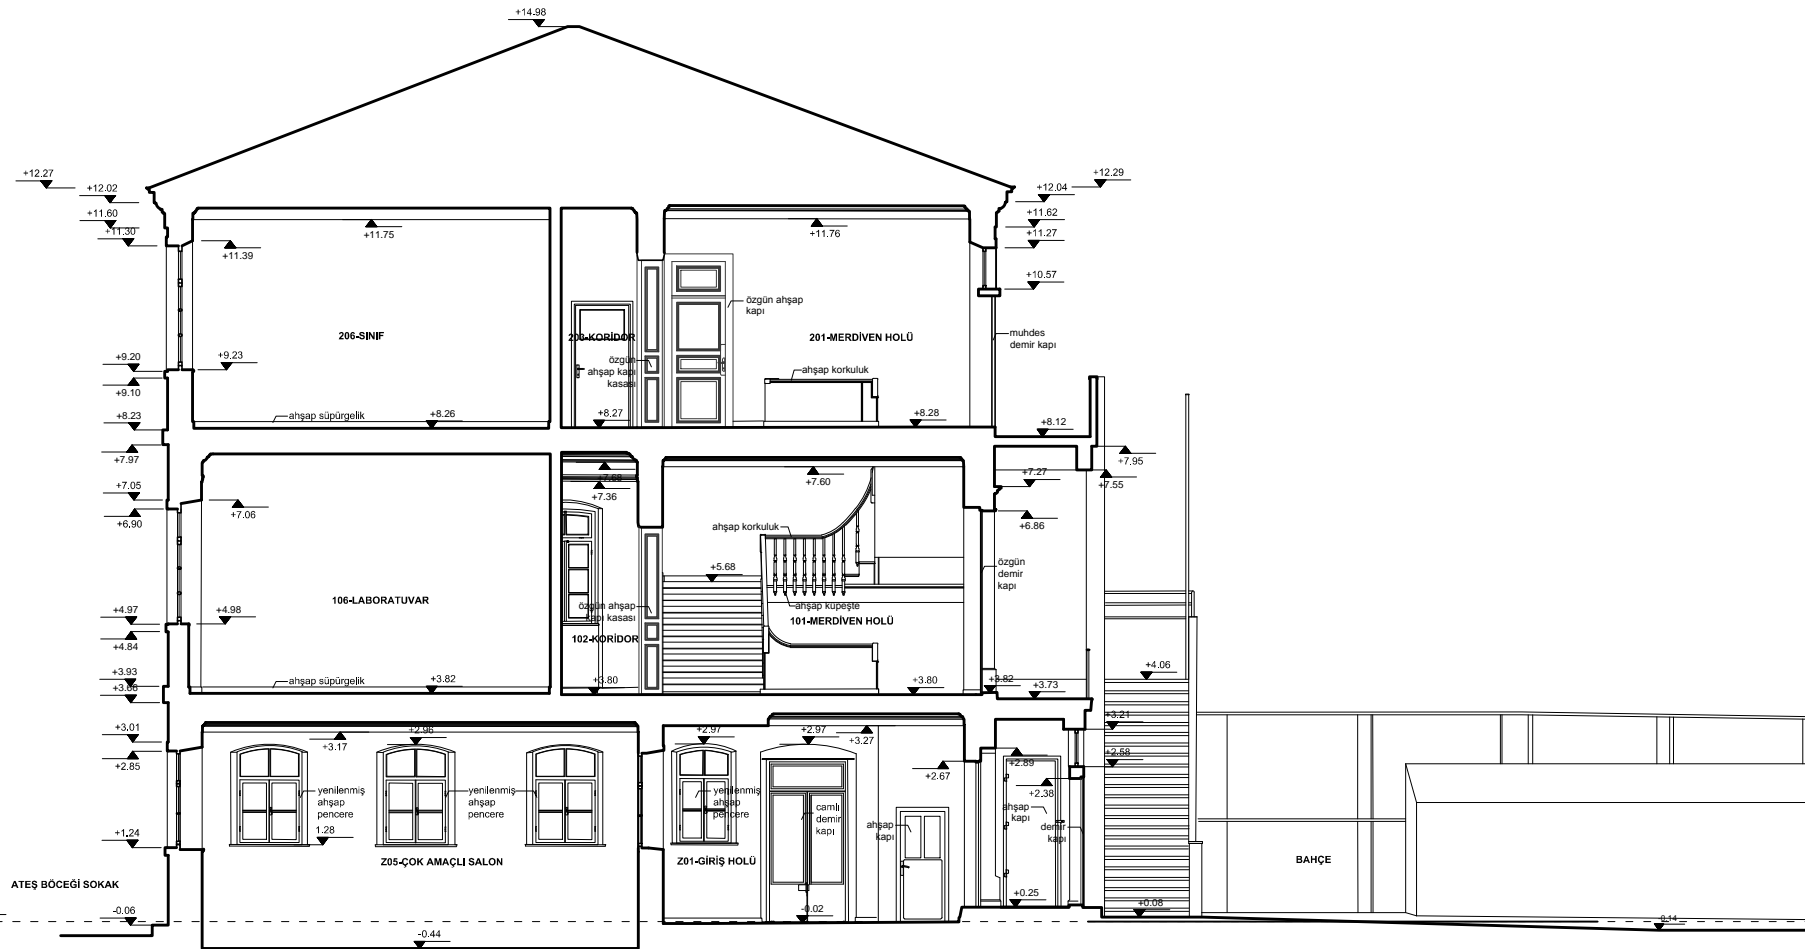 +14.98
+12.27
+12.02
+11.60
+11.30
+12.29
+12.04
+11.62
+11.27
+10.57
+11.75
+11.39
+11.76
özgün ahşap
kapı
206-SINIF
203-KORİDOR
201-MERDİVEN HOLÜ
muhdes
demir kapı
+9.20
+9.23
özgün
ahşap kapı
kasası
ahşap korkuluk
+9.10
+8.23
ahşap süpürgelik
+8.26
+8.27
+8.28
+8.12
+7.97
+7.95
+7.68
+7.60
+7.27
+7.55
+7.05
+7.36
+7.06
+6.90
+6.86
ahşap korkuluk
+5.68
özgün
demir
kapı
106-LABORATUVAR
özgün ahşap
kapı kasası
ahşap küpeşte
+4.97
+4.98
102-KORİDOR
101-MERDİVEN HOLÜ
+4.84
+3.93
ahşap süpürgelik
+3.82
+3.80
+3.80
+3.82
+3.73
+4.06
+3.01
+3.17
+2.96
+2.97
+2.97
+3.27
+3.21
+2.85
+2.67
+2.89
+2.58
+2.38
yenilenmiş
ahşap
pencere
yenilenmiş
ahşap
pencere
yenilenmiş
ahşap
pencere
camlı
demir
kapı
ahşap
kapı
ahşap
kapı
demir
kapı
+1.24
1.28
Z05-ÇOK AMAÇLI SALON
Z01-GİRİŞ HOLÜ
BAHÇE
ATEŞ BÖCEĞİ SOKAK
-0.06
-0.02
+0.25
+0.08
-0.14
-0.44